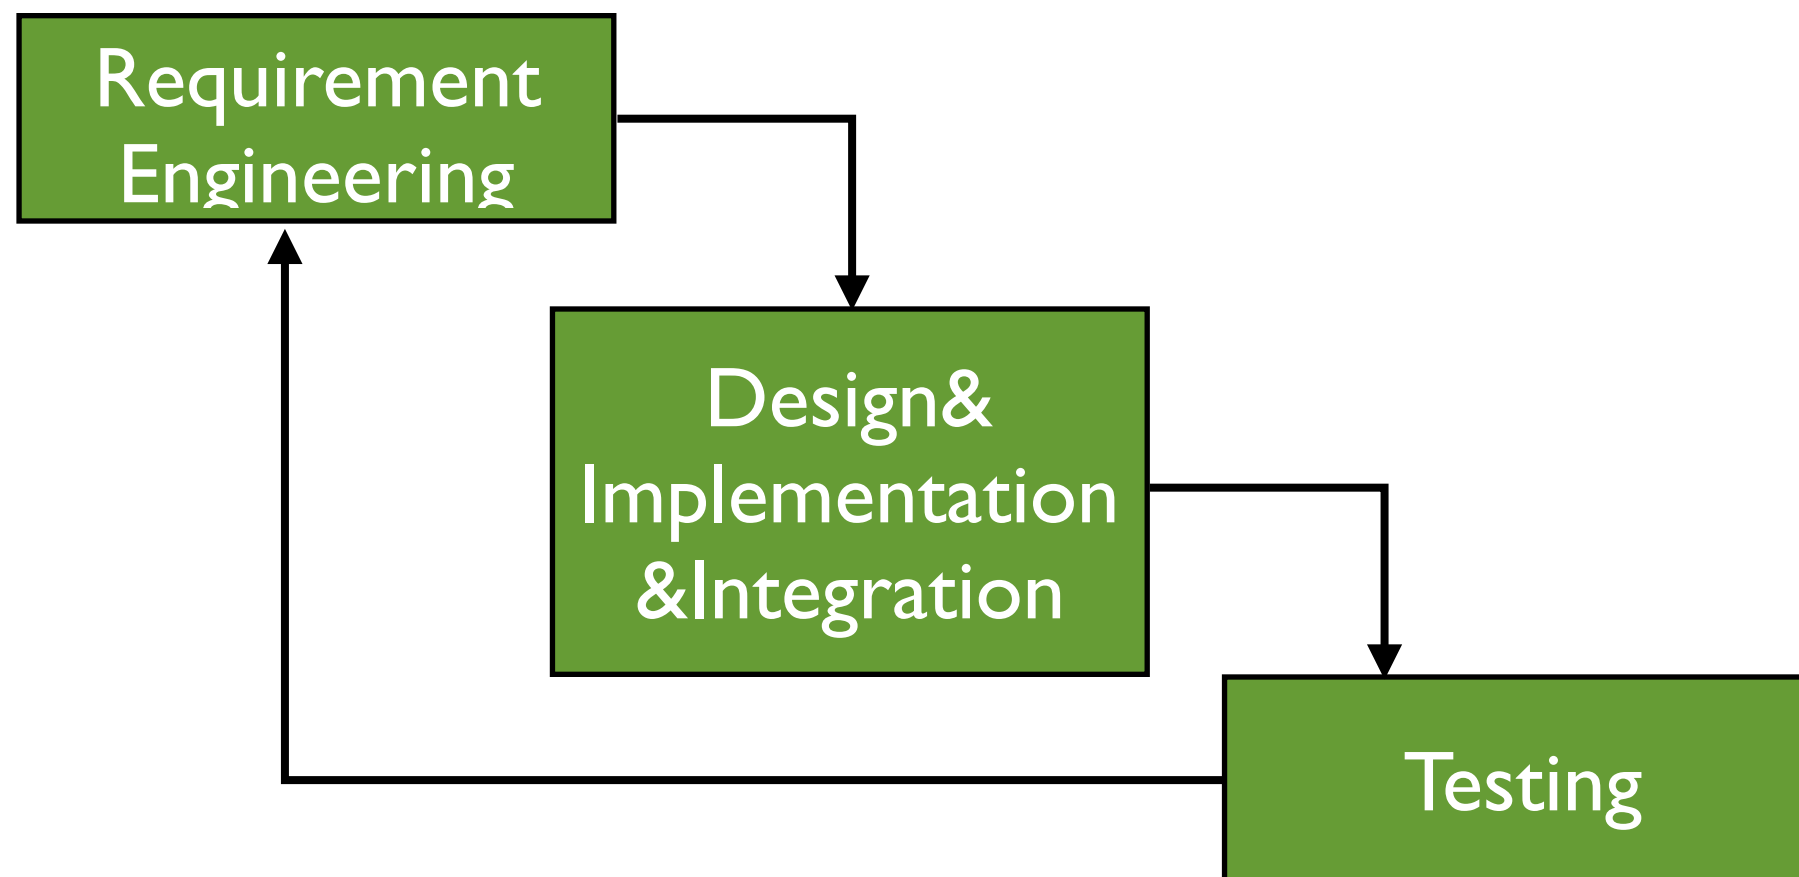 Requirement
Engineering
Design&
Implementation
&Integration
Testing